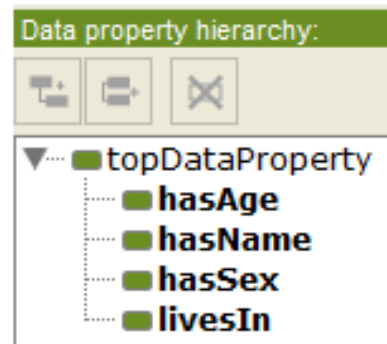 Data property hierarchy:
topDataProperty
hasAge
hasName
hasSex
livesIn